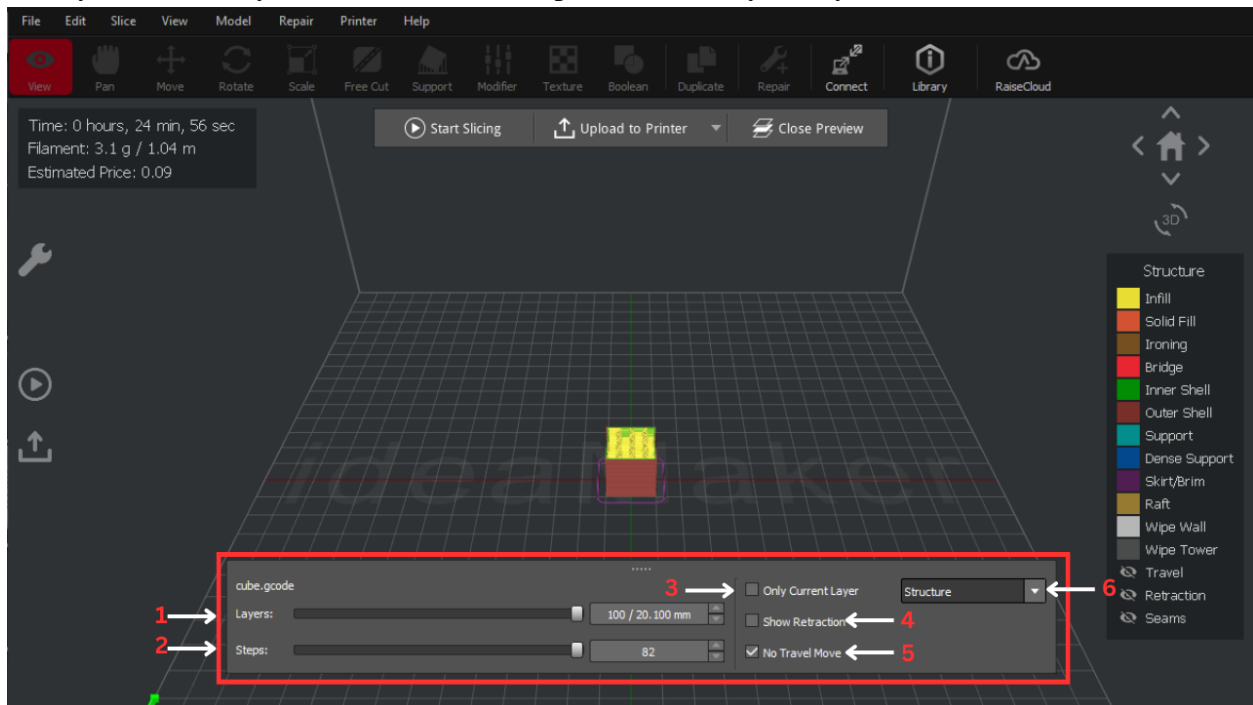 File Edit Slice View Model Repair Printer Help
View Pan Move Rotate Scale Free Cut Support Modifier Texture Boolean Duplicate Repair Connect Library RaiseCloud
Time: 0 hours, 24 min, 56 sec
Filament: 3.1 g / 1.04 m
Estimated Price: 0.09
Start Slicing Upload to Printer Close Preview
3D
Structure
Infill
Solid Fill
Ironing
Bridge
Inner Shell
Outer Shell
Support
Dense Support
Skirt/Brim
Raft
Wipe Wall
Wipe Tower
Travel
Retraction
Seams
ideaMaker
cube.gcode
1 Layers: 100 / 20.100 mm
2 Steps: 82
3 Only Current Layer Structure 6
Show Retraction 4
No Travel Move 5